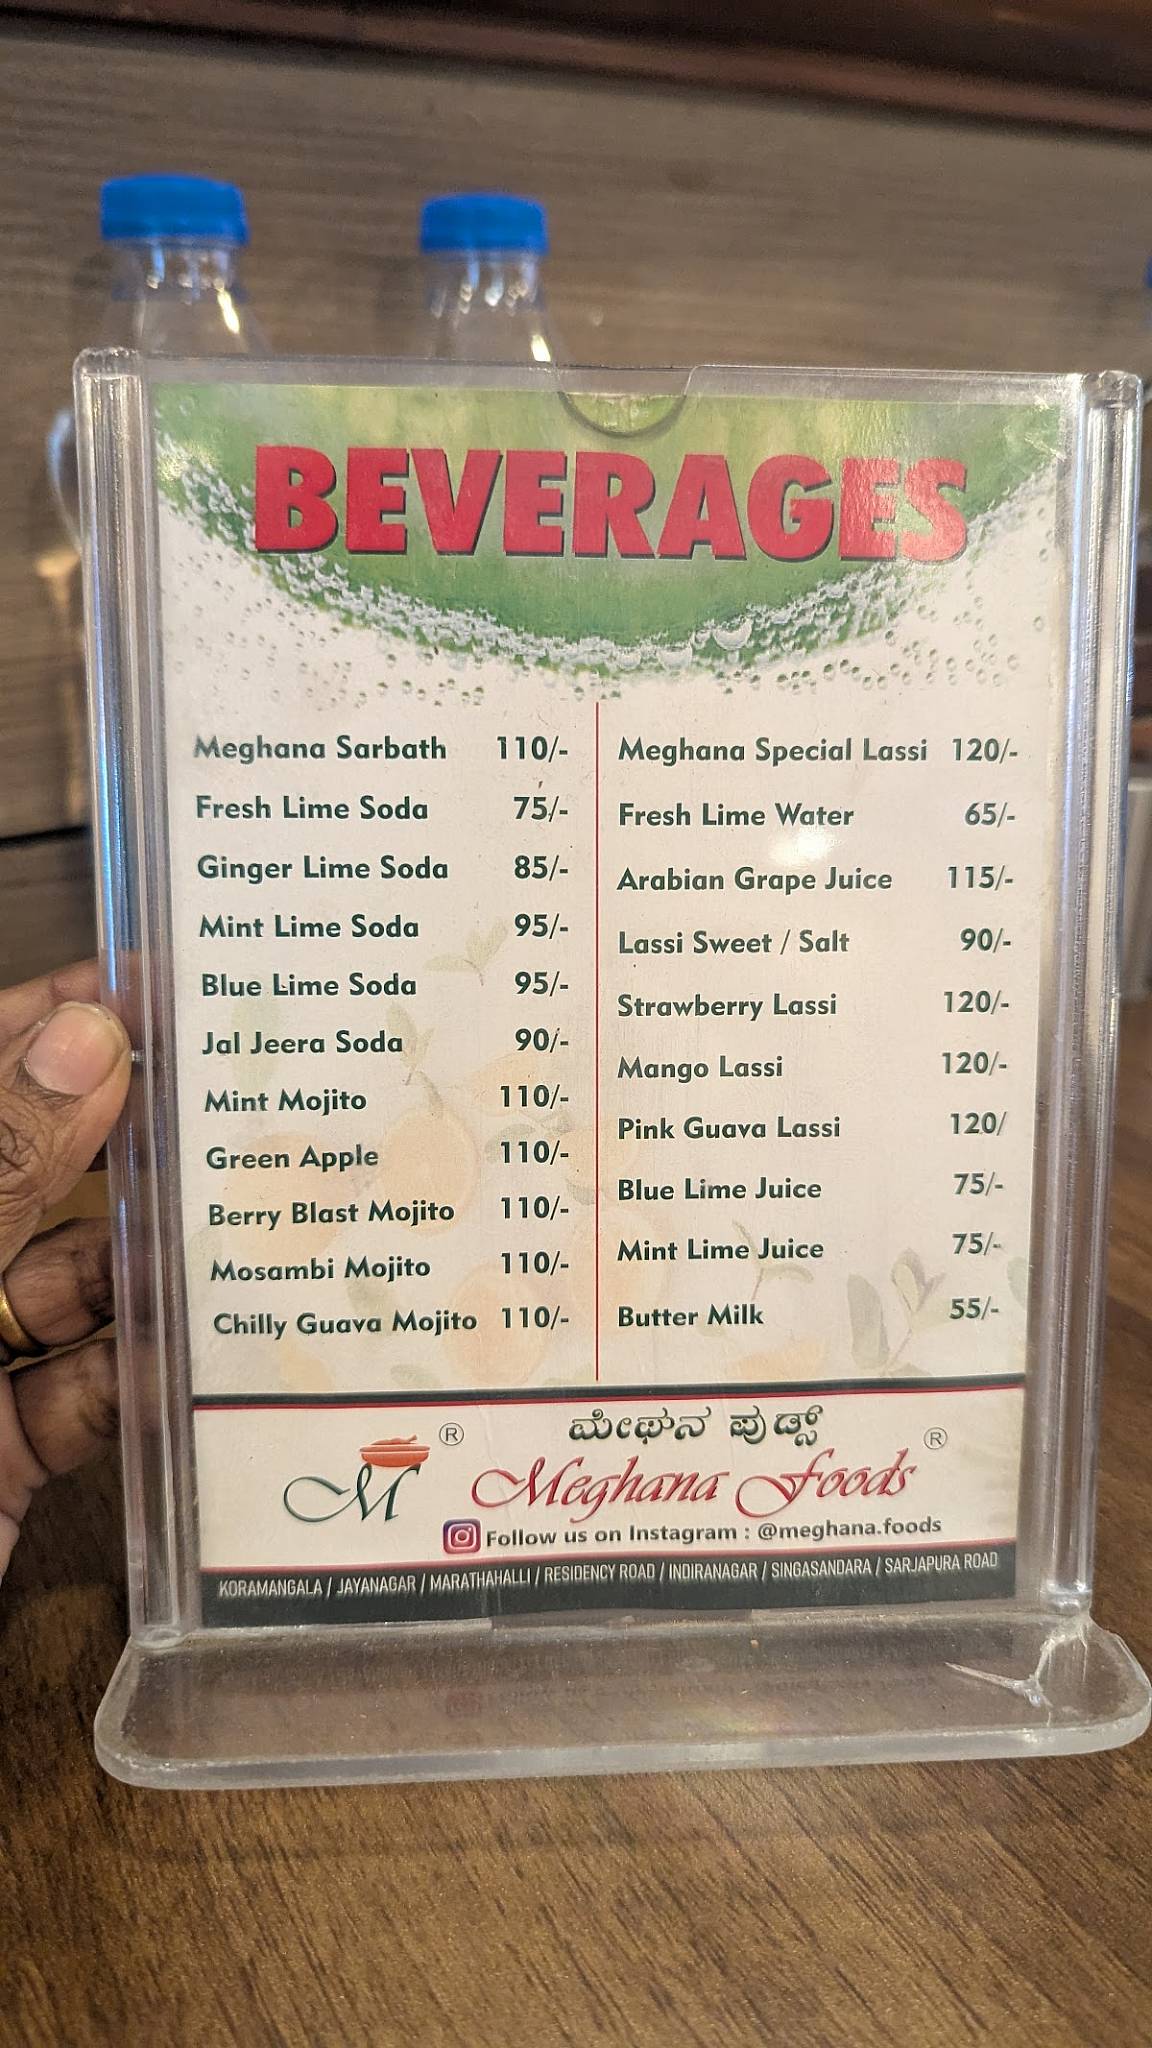 BEVERAGES
Meghana Sarbath 110/-
Fresh Lime Soda 75/-
Ginger Lime Soda 85/-
Mint Lime Soda 95/-
Blue Lime Soda 95/-
Jal Jeera Soda 90/-
Mint Mojito 110/-
Green Apple 110/-
Berry Blast Mojito 110/-
Mosambi Mojito 110/-
Chilly Guava Mojito 110/-
Meghana Special Lassi 120/-
Fresh Lime Water 65/-
Arabian Grape Juice 115/-
Lassi Sweet / Salt 90/-
Strawberry Lassi 120/-
Mango Lassi 120/-
Pink Guava Lassi 120/
Blue Lime Juice 75/-
Mint Lime Juice 75/-
Butter Milk 55/-
M ®
ಮೇಘನ ಫುಡ್ಸ್
Meghana Foods ®
Follow us on Instagram : @meghana.foods
KORAMANGALA / JAYANAGAR / MARATHAHALLI / RESIDENCY ROAD / INDIRANAGAR / SINGASANDARA / SARJAPURA ROAD